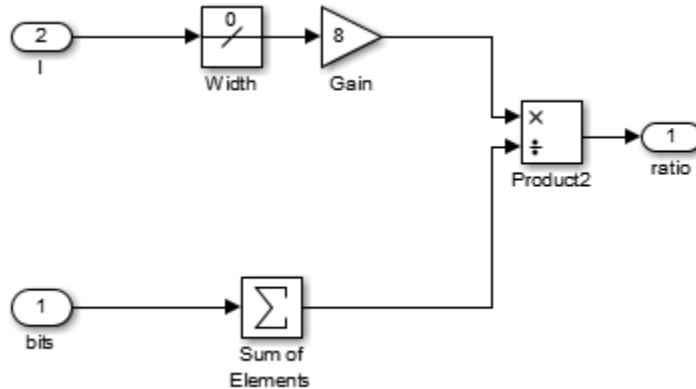 2
I
0
Width
8
Gain
×
÷
Product2
1
ratio
1
bits
∑
Sum of
Elements